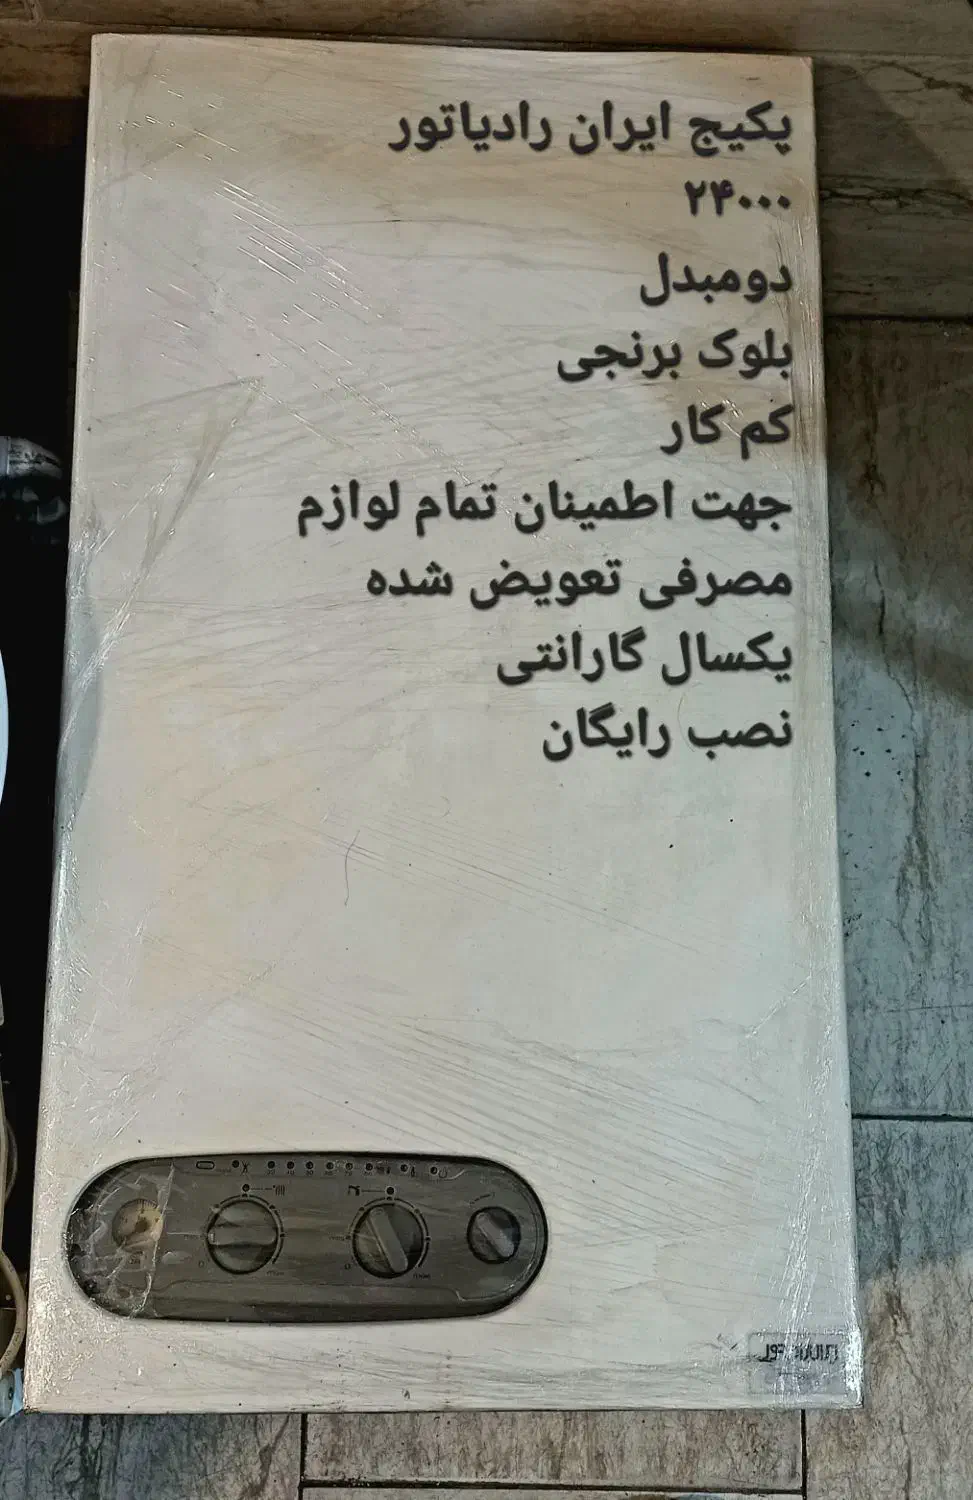 پکیج ایران رادیاتور
۲۴۰۰۰
دومبدل
بلوک برنجی
کم کار
جهت اطمینان تمام لوازم
مصرفی تعویض شده
یکسال گارانتی
نصب رایگان